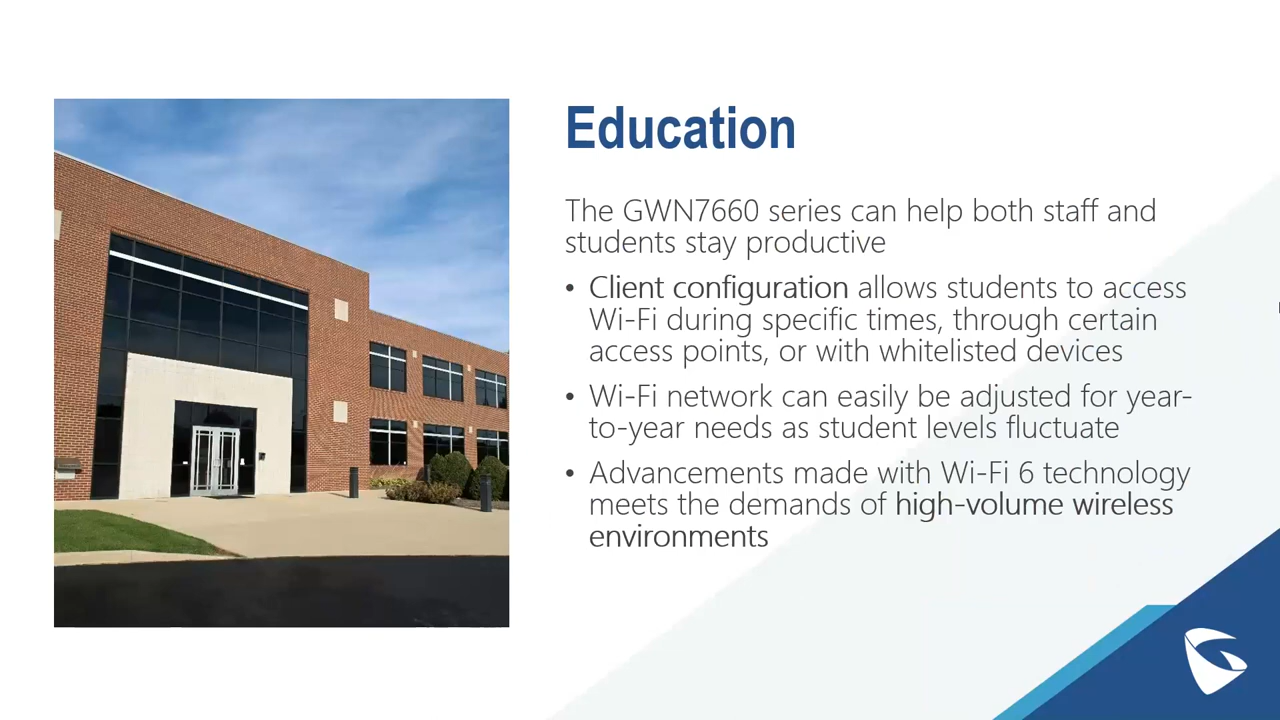 Education
The GWN7660 series can help both staff and
students stay productive
• Client configuration allows students to access
Wi-Fi during specific times, through certain
access points, or with whitelisted devices
• Wi-Fi network can easily be adjusted for year-
to-year needs as student levels fluctuate
• Advancements made with Wi-Fi 6 technology
meets the demands of high-volume wireless
environments